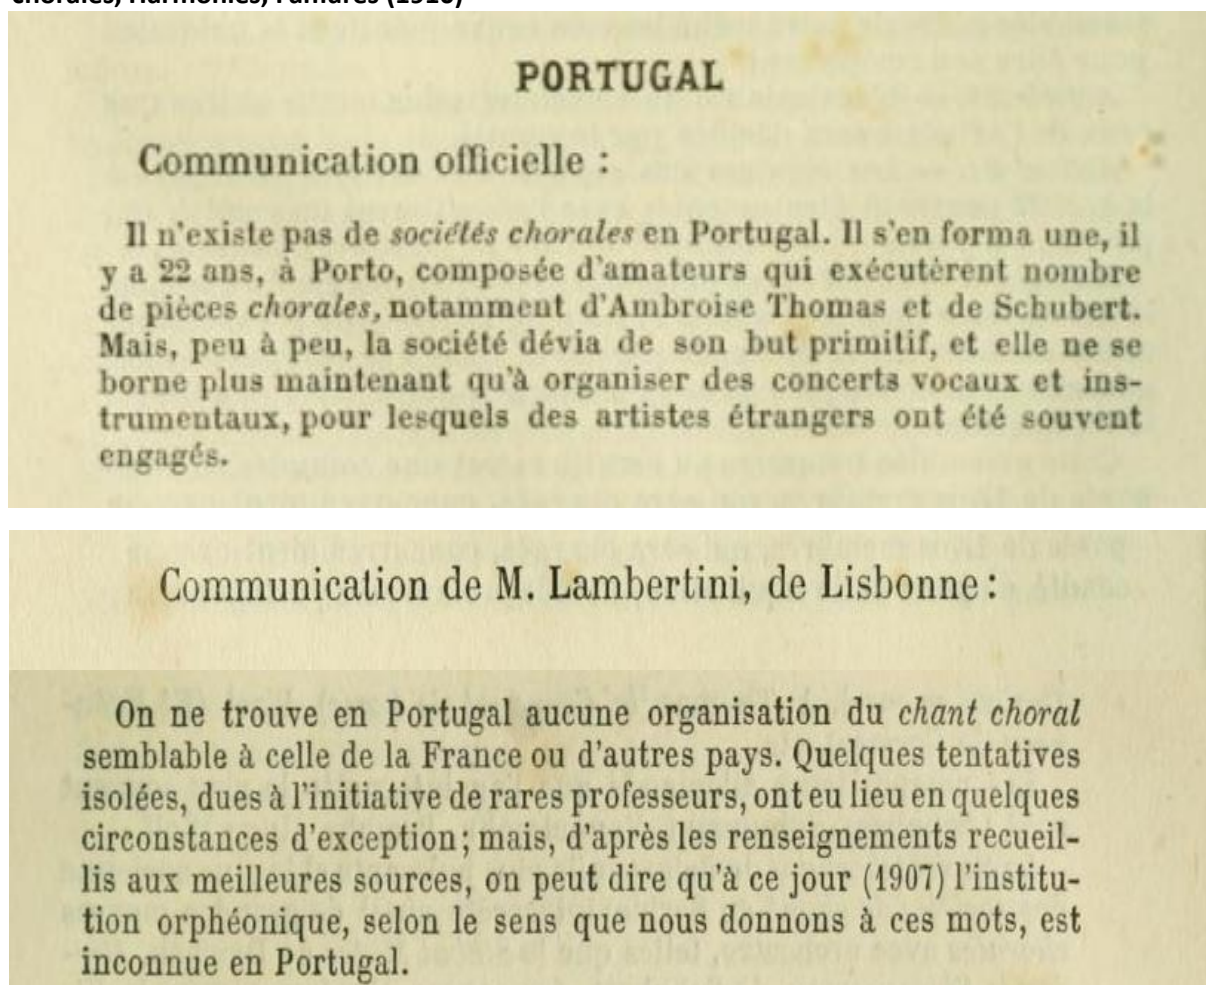 chorales, Harmonies, Fanfares (1910)
PORTUGAL
Communication officielle :
Il n'existe pas de sociétés chorales en Portugal. Il s'en forma une, il
y a 22 ans, à Porto, composée d'amateurs qui exécutèrent nombre
de pièces chorales, notamment d'Ambroise Thomas et de Schubert.
Mais, peu à peu, la société dévia de son but primitif, et elle ne se
borne plus maintenant qu'à organiser des concerts vocaux et ins-
trumentaux, pour lesquels des artistes étrangers ont été souvent
engagés.
Communication de M. Lambertini, de Lisbonne :
On ne trouve en Portugal aucune organisation du chant choral
semblable à celle de la France ou d'autres pays. Quelques tentatives
isolées, dues à l'initiative de rares professeurs, ont eu lieu en quelques
circonstances d'exception ; mais, d'après les renseignements recueil-
lis aux meilleures sources, on peut dire qu'à ce jour (1907) l'institu-
tion orphéonique, selon le sens que nous donnons à ces mots, est
inconnue en Portugal.